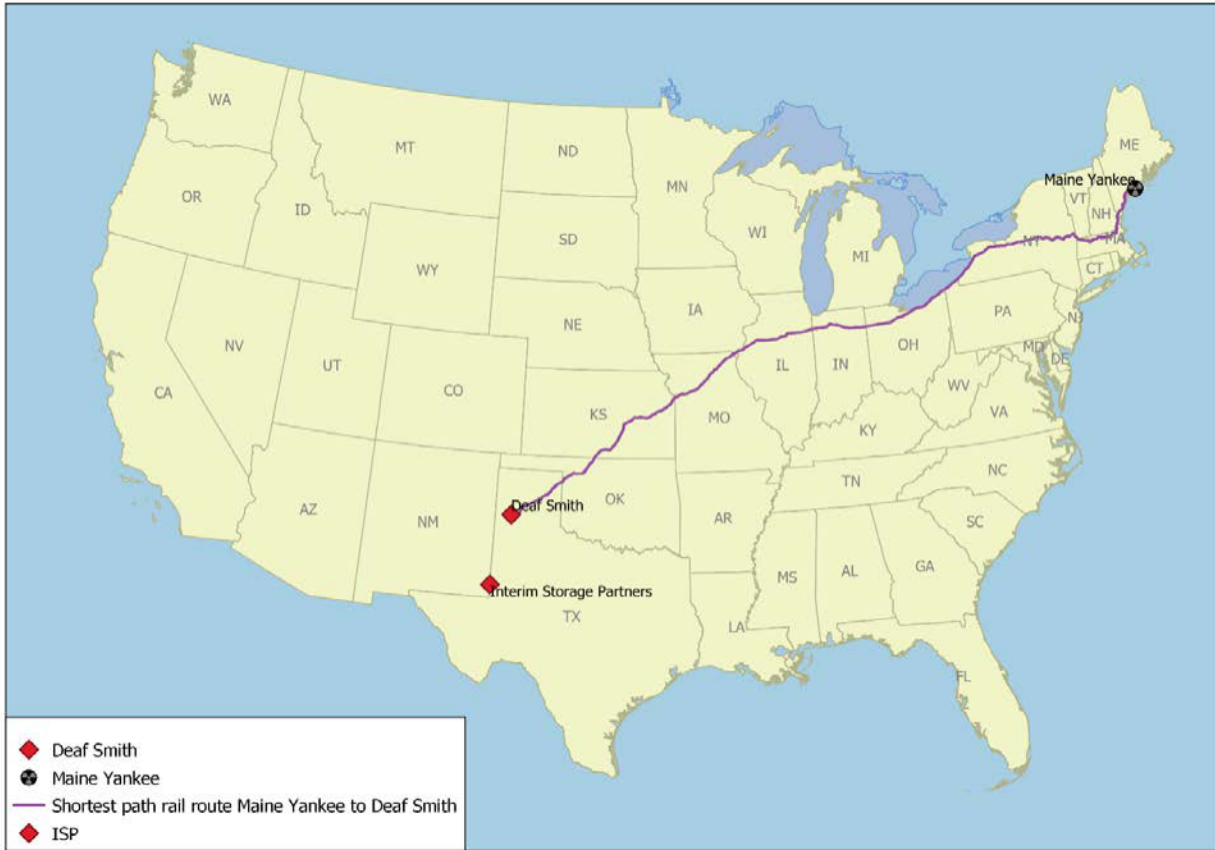 WA
MT
ND
MN
ME
Maine Yankee
VT
NH
OR
ID
SD
WI
MI
NY
MA
WY
CT
IA
PA
NJ
NE
NV
UT
OH
MD
DE
IL
IN
CO
WV
CA
KS
MO
VA
KY
NC
TN
Deaf Smith
OK
AZ
NM
AR
SC
MS
AL
GA
Interim Storage Partners
TX
LA
FL
Deaf Smith
Maine Yankee
Shortest path rail route Maine Yankee to Deaf Smith
ISP